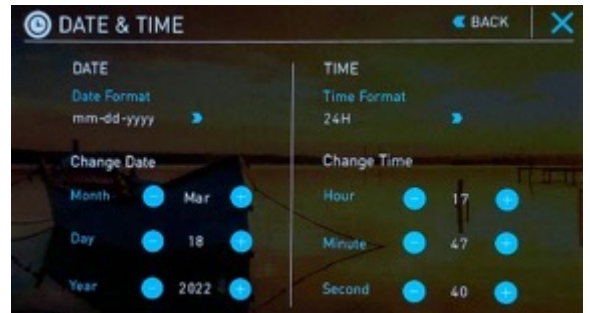 DATE & TIME
BACK
DATE
Date Format
mm-dd-yyyy
Change Date
Month
Mar
Day
18
Year
2022
TIME
Time Format
24H
Change Time
Hour
17
Minute
47
Second
40